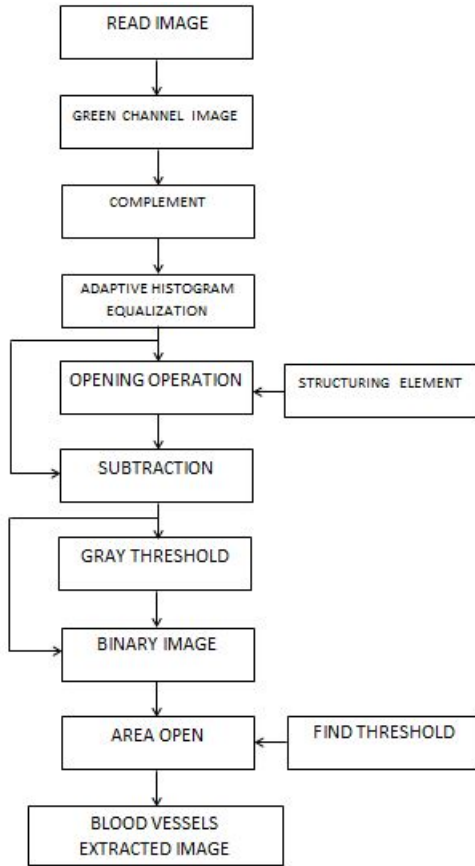 READ IMAGE
GREEN CHANNEL IMAGE
COMPLEMENT
ADAPTIVE HISTOGRAM
EQUALIZATION
OPENING OPERATION
STRUCTURING ELEMENT
SUBTRACTION
GRAY THRESHOLD
BINARY IMAGE
AREA OPEN
FIND THRESHOLD
BLOOD VESSELS
EXTRACTED IMAGE